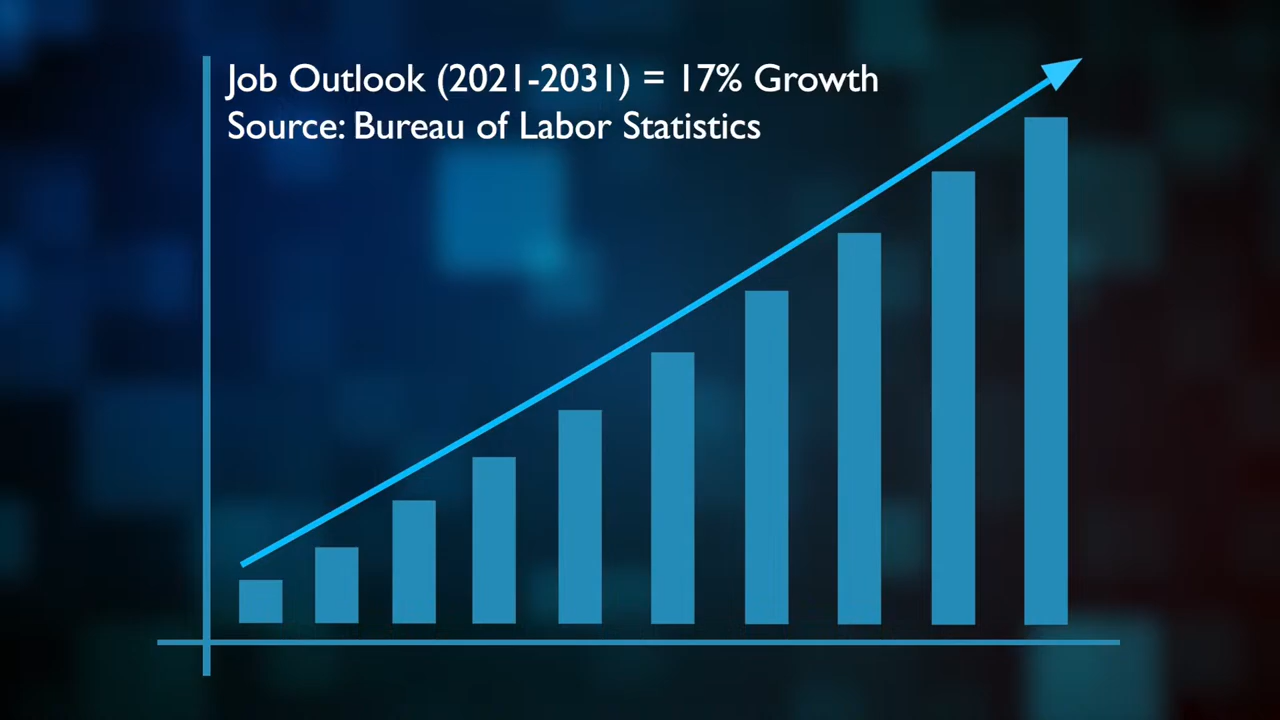 Job Outlook (2021-2031) = 17% Growth
Source: Bureau of Labor Statistics